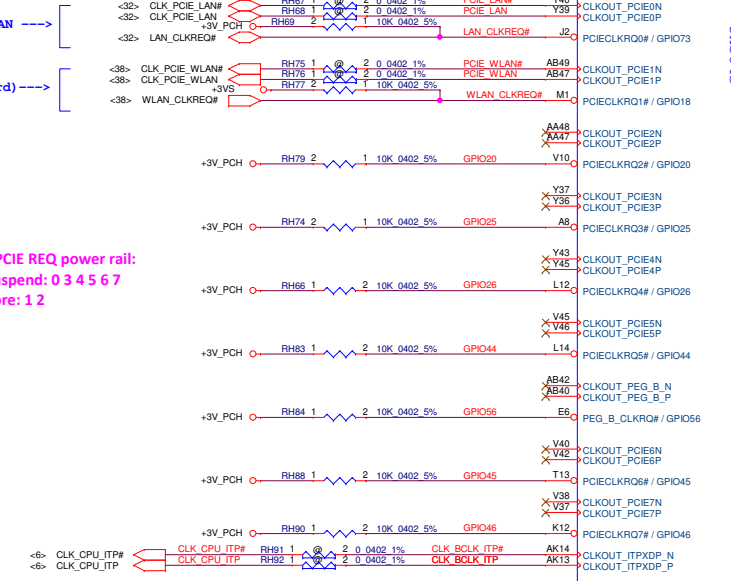 <32> CLK_PCIE_LAN# RH67 1 @ 2 0_0402_1% PCIE_LAN# Y40 CLKOUT_PCIE0N
<32> CLK_PCIE_LAN RH68 1 @ 2 0_0402_1% PCIE_LAN Y39 CLKOUT_PCIE0P
AN --->
+3V_PCH RH69 2 1 10K_0402_5%
<32> LAN_CLKREQ# LAN_CLKREQ# J2 PCIECLKRQ0# / GPIO73
<38> CLK_PCIE_WLAN# RH75 1 @ 2 0_0402_1% PCIE_WLAN# AB49 CLKOUT_PCIE1N
<38> CLK_PCIE_WLAN RH76 1 @ 2 0_0402_1% PCIE_WLAN AB47 CLKOUT_PCIE1P
rd)--->
+3VS RH77 2 1 10K_0402_5%
<38> WLAN_CLKREQ# WLAN_CLKREQ# M1 PCIECLKRQ1# / GPIO18
AA48 CLKOUT_PCIE2N
AA47 CLKOUT_PCIE2P
+3V_PCH RH79 2 1 10K_0402_5% GPIO20 V10 PCIECLKRQ2# / GPIO20
Y37 CLKOUT_PCIE3N
Y36 CLKOUT_PCIE3P
+3V_PCH RH74 2 1 10K_0402_5% GPIO25 A8 PCIECLKRQ3# / GPIO25
PCIE REQ power rail:
spend: 0 3 4 5 6 7
re: 1 2
Y43 CLKOUT_PCIE4N
Y45 CLKOUT_PCIE4P
+3V_PCH RH66 1 2 10K_0402_5% GPIO26 L12 PCIECLKRQ4# / GPIO26
V45 CLKOUT_PCIE5N
V46 CLKOUT_PCIE5P
+3V_PCH RH83 1 2 10K_0402_5% GPIO44 L14 PCIECLKRQ5# / GPIO44
AB42 CLKOUT_PEG_B_N
AB40 CLKOUT_PEG_B_P
+3V_PCH RH84 1 2 10K_0402_5% GPIO56 E6 PEG_B_CLKRQ# / GPIO56
V40 CLKOUT_PCIE6N
V42 CLKOUT_PCIE6P
+3V_PCH RH88 1 2 10K_0402_5% GPIO45 T13 PCIECLKRQ6# / GPIO45
V38 CLKOUT_PCIE7N
V37 CLKOUT_PCIE7P
+3V_PCH RH90 1 2 10K_0402_5% GPIO46 K12 PCIECLKRQ7# / GPIO46
<6> CLK_CPU_ITP# CLK_CPU_ITP# RH91 1 @ 2 0_0402_1% CLK_BCLK_ITP# AK14 CLKOUT_ITPXDP_N
<6> CLK_CPU_ITP CLK_CPU_ITP RH92 1 @ 2 0_0402_1% CLK_BCLK_ITP AK13 CLKOUT_ITPXDP_P